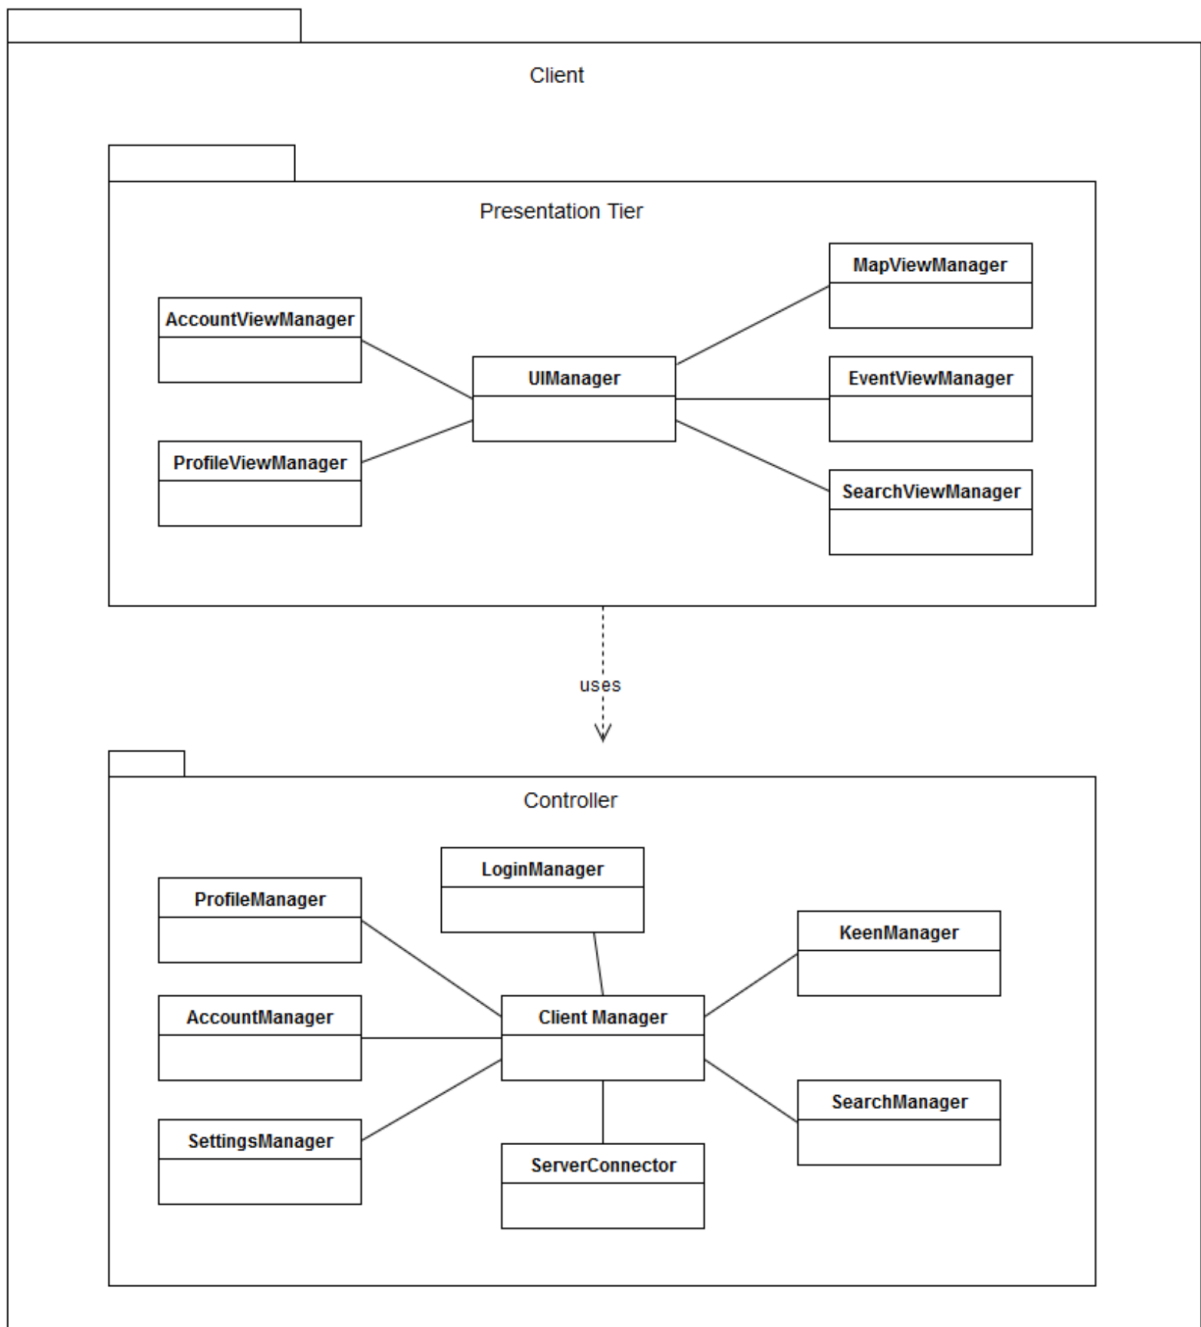 Client
Presentation Tier
MapViewManager
AccountViewManager
UIManager
EventViewManager
ProfileViewManager
SearchViewManager
uses
Controller
LoginManager
ProfileManager
KeenManager
AccountManager
Client Manager
SearchManager
SettingsManager
ServerConnector